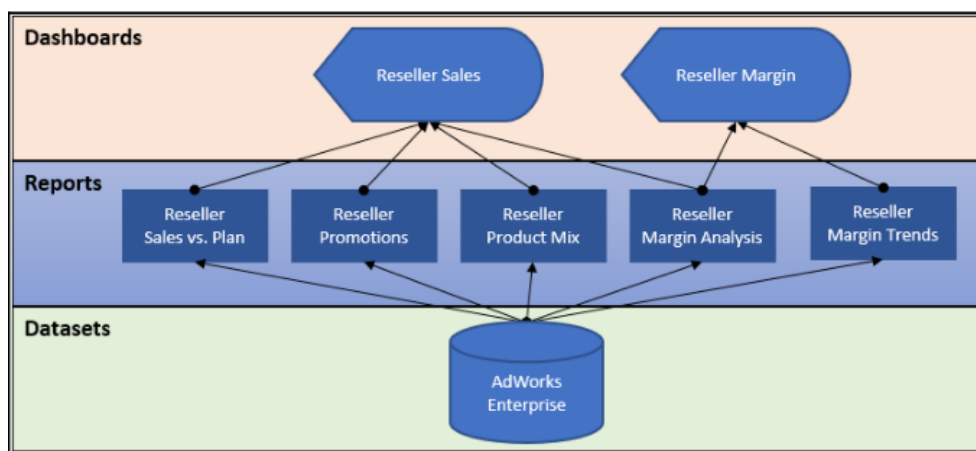 Dashboards
Reseller Sales
Reseller Margin
Reports
Reseller
Sales vs. Plan
Reseller
Promotions
Reseller
Product Mix
Reseller
Margin Analysis
Reseller
Margin Trends
Datasets
AdWorks
Enterprise